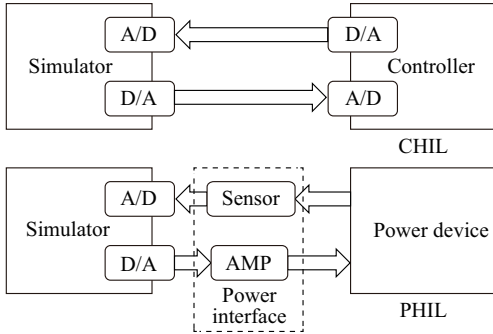 A/D
D/A
Simulator
Controller
D/A
A/D
CHIL
A/D
Sensor
Simulator
Power device
D/A
AMP
Power
interface
PHIL